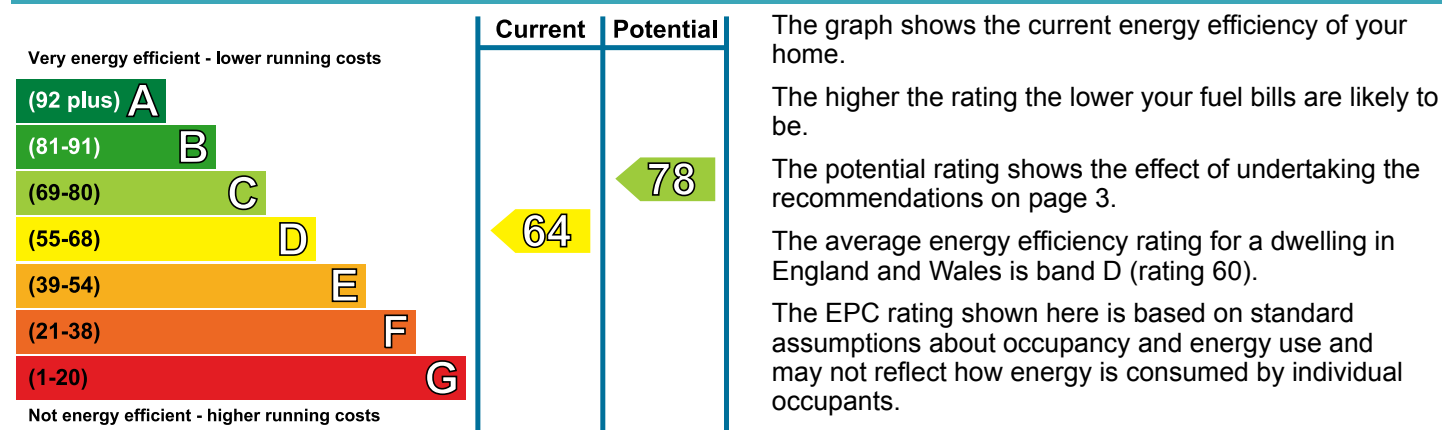 Current Potential
Very energy efficient - lower running costs
(92 plus) A
(81-91) B
(69-80) C
78
(55-68) D
64
(39-54) E
(21-38) F
(1-20) G
Not energy efficient - higher running costs
The graph shows the current energy efficiency of your
home.
The higher the rating the lower your fuel bills are likely to
be.
The potential rating shows the effect of undertaking the
recommendations on page 3.
The average energy efficiency rating for a dwelling in
England and Wales is band D (rating 60).
The EPC rating shown here is based on standard
assumptions about occupancy and energy use and
may not reflect how energy is consumed by individual
occupants.